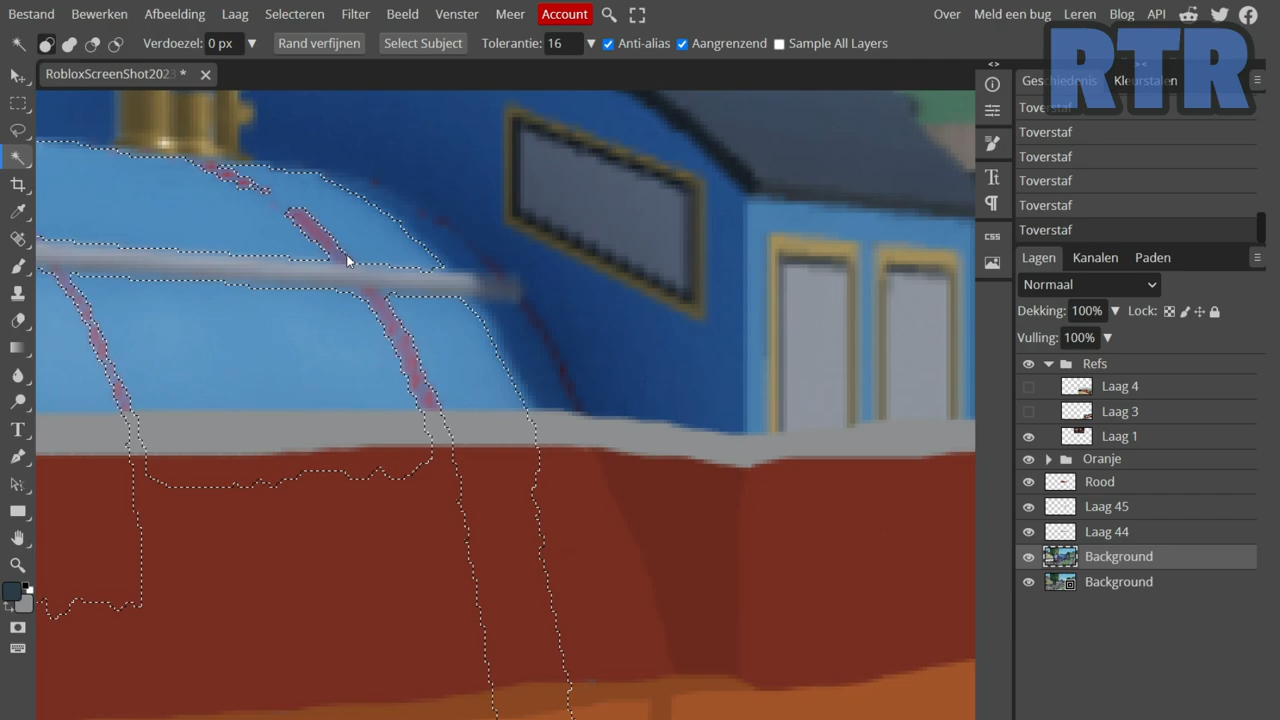 Bestand Bewerken Afbeelding Laag Selecteren Filter Beeld Venster Meer Account Over Meld een bug Leren Blog API
Verdoezel: 0 px Rand verfijnen Select Subject Tolerantie: 16 Anti-alias Aangrenzend Sample All Layers
RTR
RobloxScreenShot2023 *
Geschiedenis Kleurstalen
Toverstaf
Toverstaf
Toverstaf
Toverstaf
Toverstaf
Toverstaf
CSS
Lagen Kanalen Paden
Normaal
Dekking: 100% Lock:
Vulling: 100%
Refs
Laag 4
Laag 3
Laag 1
Oranje
Rood
Laag 45
Laag 44
Background
Background